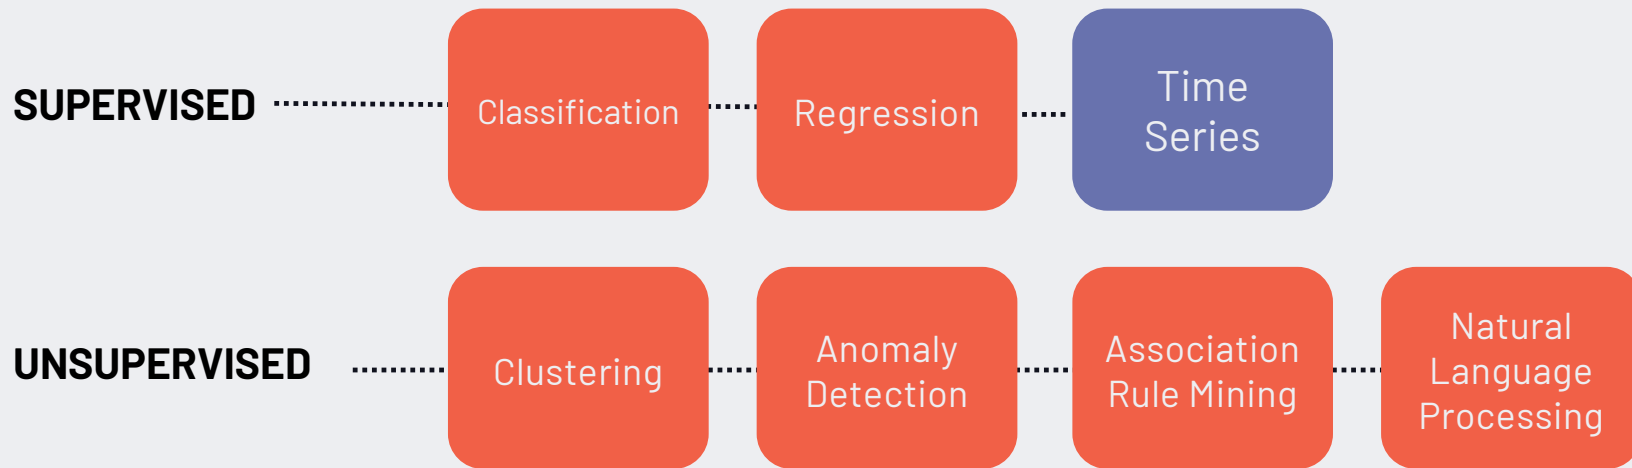 SUPERVISED
Classification
Regression
Time
Series
UNSUPERVISED
Clustering
Anomaly
Detection
Association
Rule Mining
Natural
Language
Processing